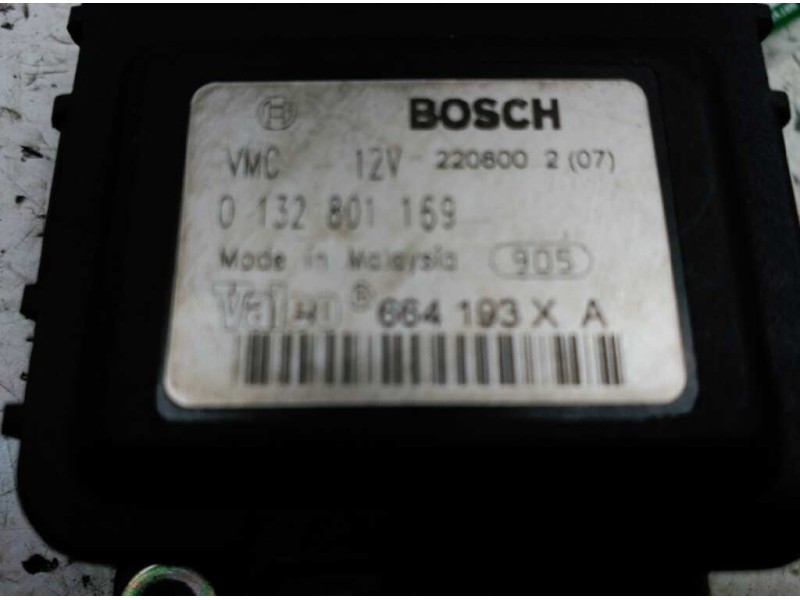 BOSCH
VMC - 12V - 220600 2 (07)
0 132 801 169
Made in Malaysia 905
Valeo® 664 193 X A